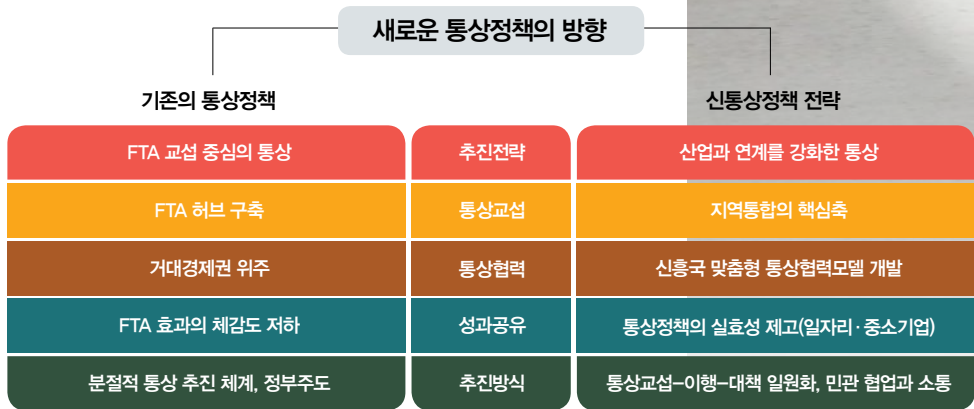 새로운 통상정책의 방향
기존의 통상정책
신통상정책 전략
FTA 교섭 중심의 통상
추진전략
산업과 연계를 강화한 통상
FTA 허브 구축
통상교섭
지역통합의 핵심축
거대경제권 위주
통상협력
신흥국 맞춤형 통상협력모델 개발
FTA 효과의 체감도 저하
성과공유
통상정책의 실효성 제고(일자리·중소기업)
분절적 통상 추진 체계, 정부주도
추진방식
통상교섭–이행–대책 일원화, 민관 협업과 소통